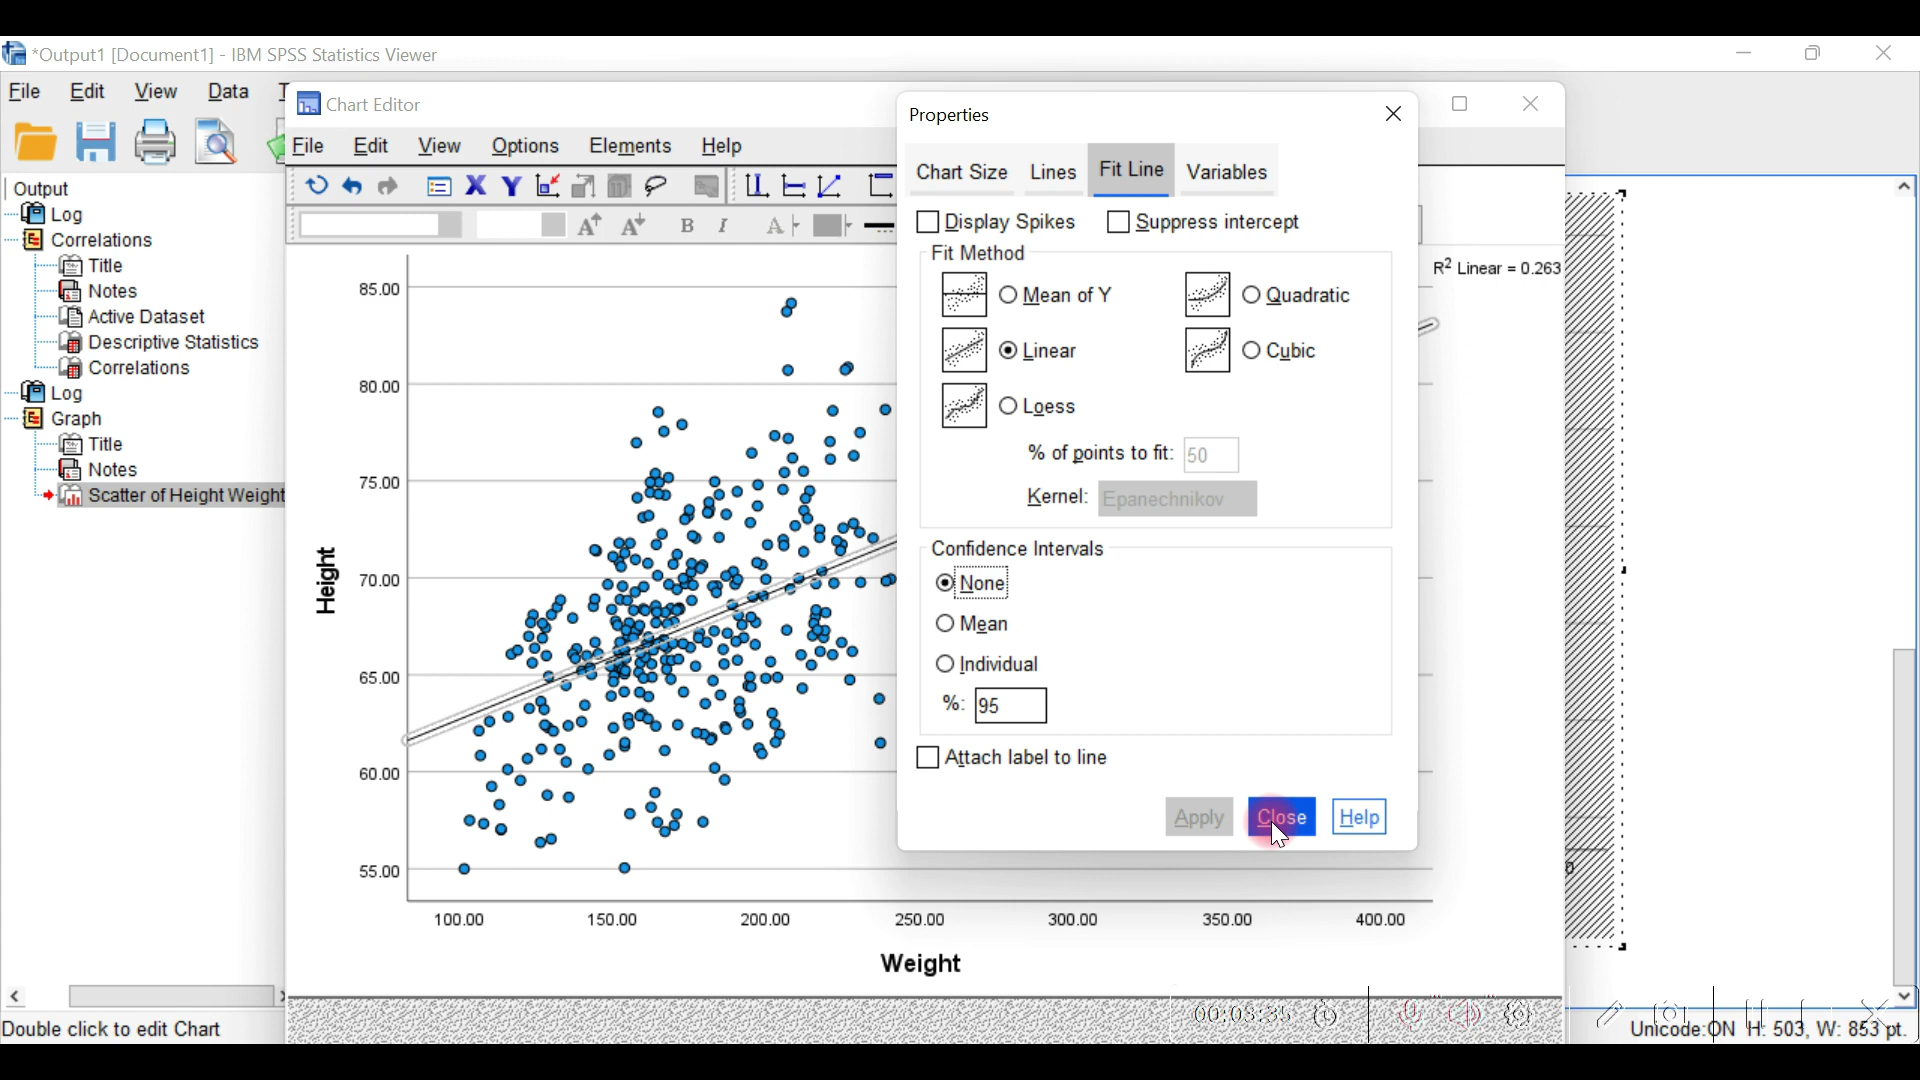 *Output1 [Document1] - IBM SPSS Statistics Viewer
File Edit View Data
Chart Editor
File Edit View Options Elements Help
B I A
Output
Log
Correlations
Title
Notes
Active Dataset
Descriptive Statistics
Correlations
Log
Graph
Title
Notes
Scatter of Height Weight
Properties
Chart Size Lines Fit Line Variables
Display Spikes Suppress intercept
Fit Method
Mean of Y Quadratic
Linear Cubic
Loess
% of points to fit: 50
Kernel: Epanechnikov
Confidence Intervals
None
Mean
Individual
%: 95
Attach label to line
Apply Close Help
R² Linear = 0.263
85.00
80.00
75.00
70.00
65.00
60.00
55.00
Height
100.00 150.00 200.00 250.00 300.00 350.00 400.00
Weight
00:03:35
Double click to edit Chart
Unicode:ON H: 503, W: 853 pt.